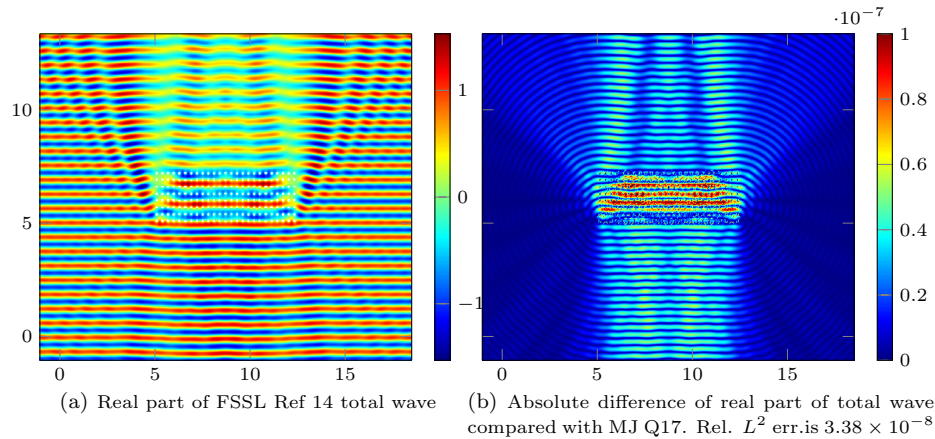 ·10⁻⁷
10
5
0
0 5 10 15
1
0
−1
0 5 10 15
1
0.8
0.6
0.4
0.2
0
(a) Real part of FSSL Ref 14 total wave
(b) Absolute difference of real part of total wave
compared with MJ Q17. Rel. L² err.is 3.38 × 10⁻⁸